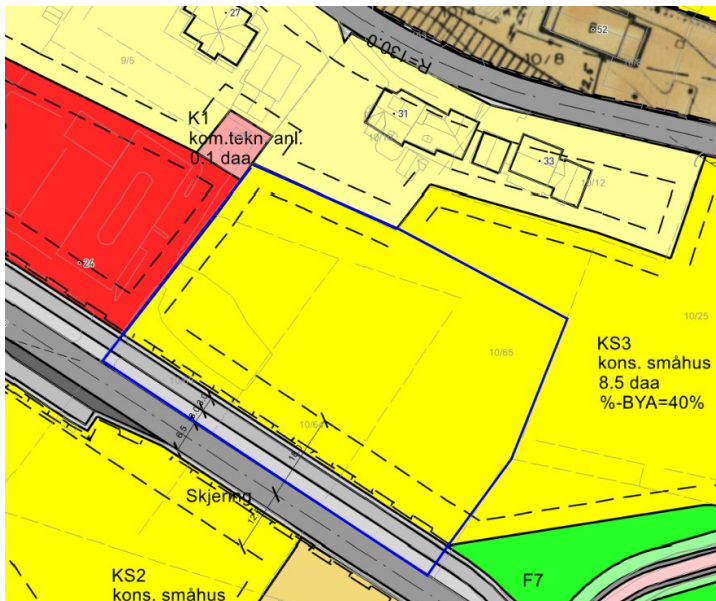 27
52
10/8
R=130.0
9/5
K1
kom.tekn. anl.
0.1 daa
31
33
10/12
24
10/25
KS3
kons. småhus
8.5 daa
%-BYA=40%
10/65
10/64
Skjering
F7
KS2
kons. småhus